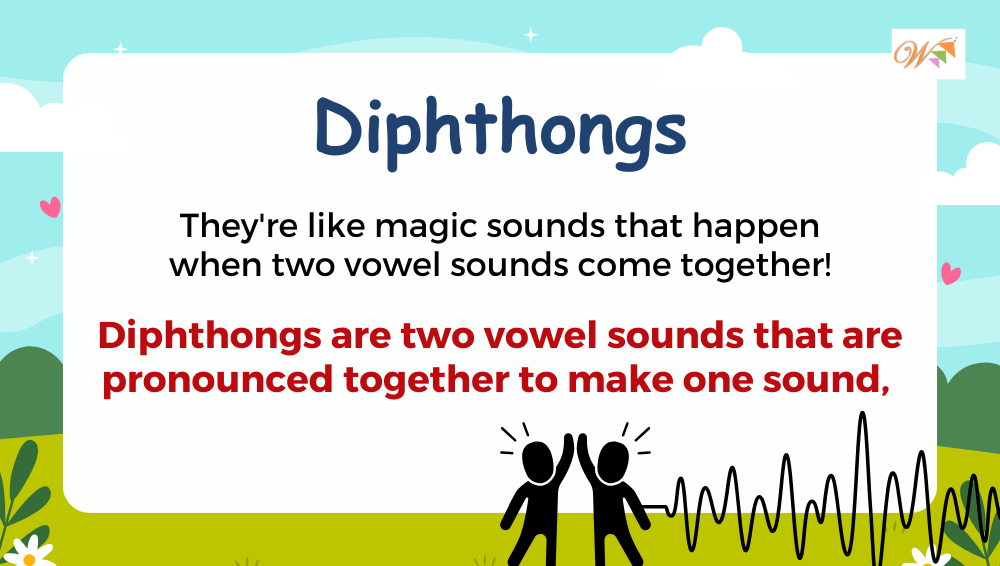 W
Diphthongs
They're like magic sounds that happen
when two vowel sounds come together!
Diphthongs are two vowel sounds that are
pronounced together to make one sound,